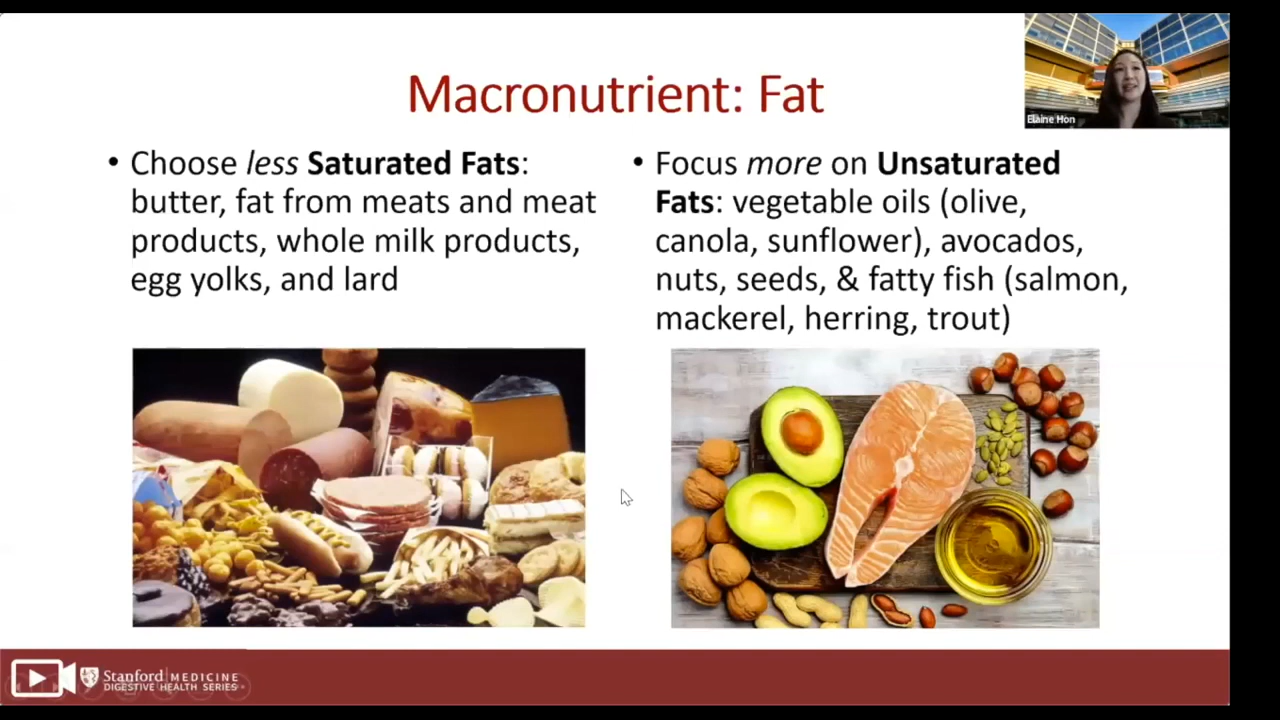 Macronutrient: Fat
Elaine Hon
• Choose less Saturated Fats:
butter, fat from meats and meat
products, whole milk products,
egg yolks, and lard
• Focus more on Unsaturated
Fats: vegetable oils (olive,
canola, sunflower), avocados,
nuts, seeds, & fatty fish (salmon,
mackerel, herring, trout)
Stanford MEDICINE
DIGESTIVE HEALTH SERIES